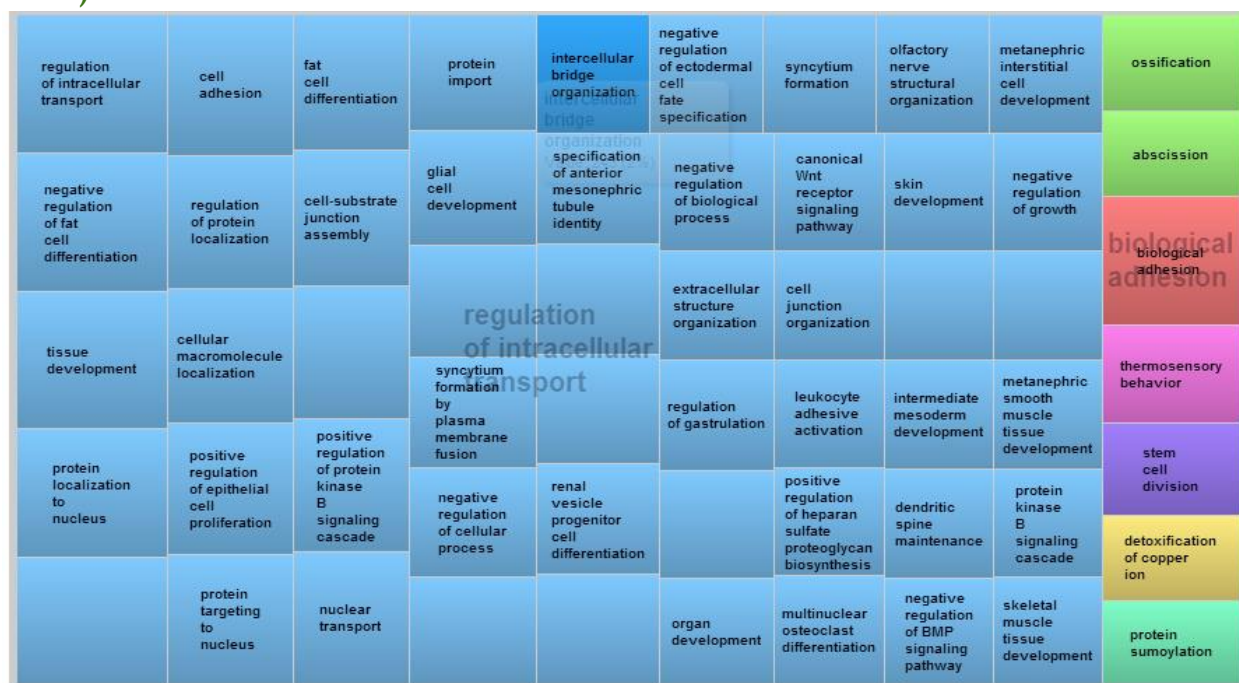 regulation
of intracellular
transport
cell
adhesion
fat
cell
differentiation
protein
import
intercellular
bridge
organization
negative
regulation
of ectodermal
cell
fate
specification
syncytium
formation
olfactory
nerve
structural
organization
metanephric
interstitial
cell
development
ossification
intercellular
bridge
organization
abscission
negative
regulation
of fat
cell
differentiation
regulation
of protein
localization
cell-substrate
junction
assembly
glial
cell
development
specification
of anterior
mesonephric
tubule
identity
negative
regulation
of biological
process
canonical
Wnt
receptor
signaling
pathway
skin
development
negative
regulation
of growth
biological
adhesion
biological
adhesion
tissue
development
cellular
macromolecule
localization
regulation
of intracellular
transport
extracellular
structure
organization
cell
junction
organization
thermosensory
behavior
syncytium
formation
by
plasma
membrane
fusion
regulation
of gastrulation
leukocyte
adhesive
activation
intermediate
mesoderm
development
metanephric
smooth
muscle
tissue
development
protein
localization
to
nucleus
positive
regulation
of epithelial
cell
proliferation
positive
regulation
of protein
kinase
B
signaling
cascade
negative
regulation
of cellular
process
renal
vesicle
progenitor
cell
differentiation
positive
regulation
of heparan
sulfate
proteoglycan
biosynthesis
dendritic
spine
maintenance
protein
kinase
B
signaling
cascade
stem
cell
division
detoxification
of copper
ion
protein
targeting
to
nucleus
nuclear
transport
organ
development
multinuclear
osteoclast
differentiation
negative
regulation
of BMP
signaling
pathway
skeletal
muscle
tissue
development
protein
sumoylation